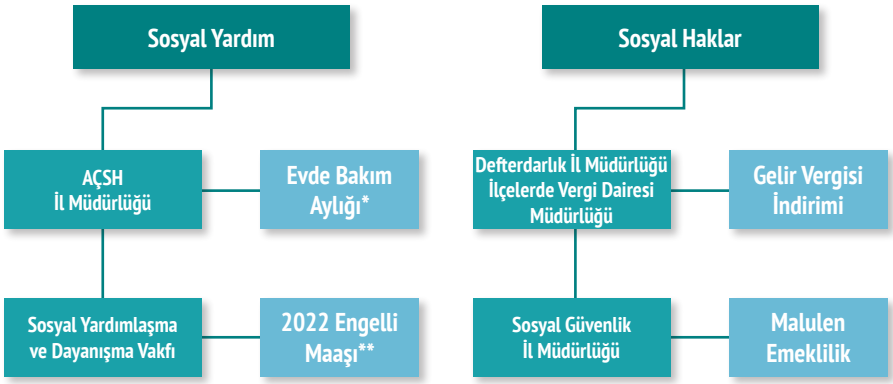 Sosyal Yardım
AÇSH
İl Müdürlüğü
Evde Bakım
Aylığı*
Sosyal Yardımlaşma
ve Dayanışma Vakfı
2022 Engelli
Maaşı**
Sosyal Haklar
Defterdarlık İl Müdürlüğü
İlçelerde Vergi Dairesi
Müdürlüğü
Gelir Vergisi
İndirimi
Sosyal Güvenlik
İl Müdürlüğü
Malulen
Emeklilik